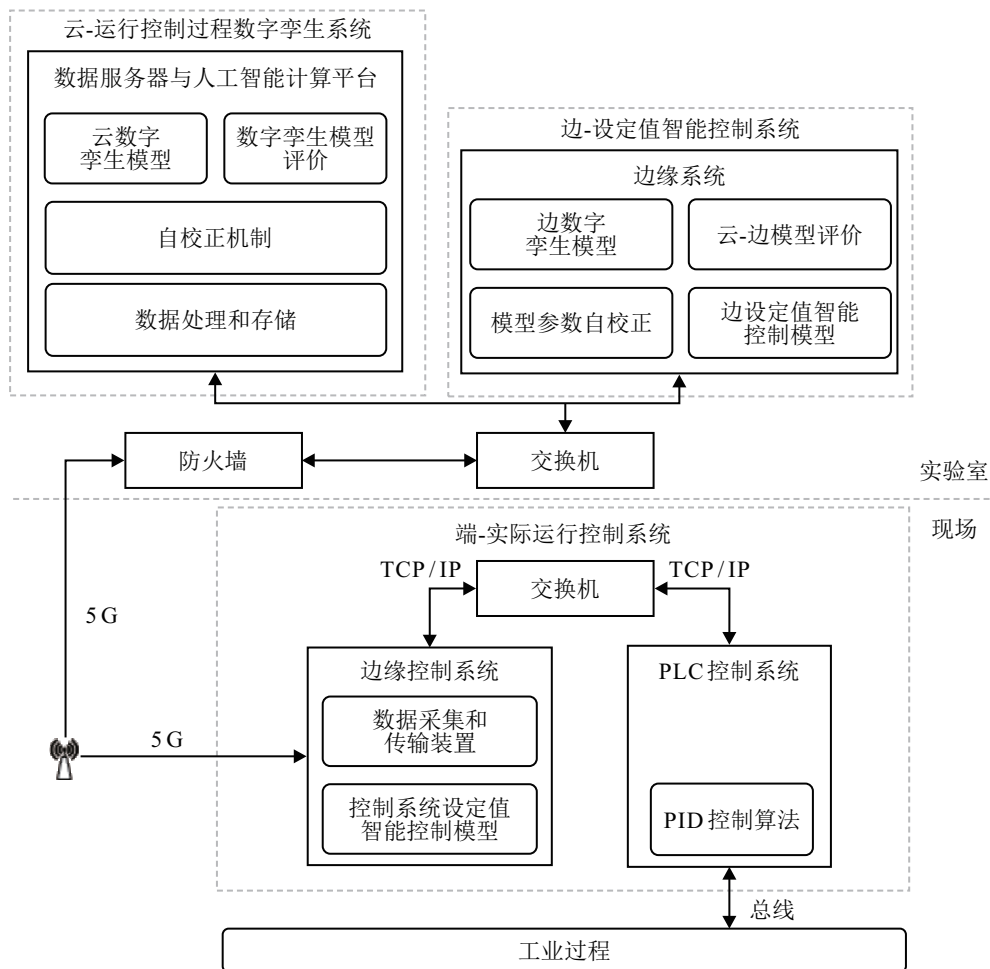 云-运行控制过程数字孪生系统
数据服务器与人工智能计算平台
云数字
孪生模型
数字孪生模型
评价
自校正机制
数据处理和存储
边-设定值智能控制系统
边缘系统
边数字
孪生模型
云-边模型评价
模型参数自校正
边设定值智能
控制模型
防火墙
交换机
实验室
现场
端-实际运行控制系统
TCP/IP
交换机
TCP/IP
5G
边缘控制系统
数据采集和
传输装置
控制系统设定值
智能控制模型
PLC控制系统
PID控制算法
5G
总线
工业过程